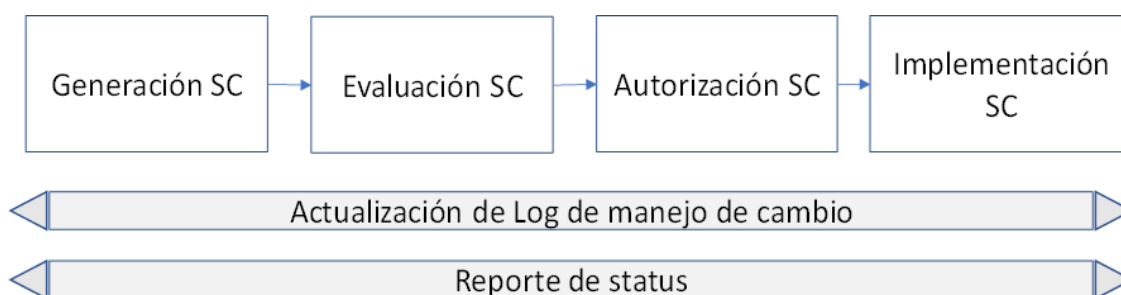 Generación SC
Evaluación SC
Autorización SC
Implementación
SC
Actualización de Log de manejo de cambio
Reporte de status